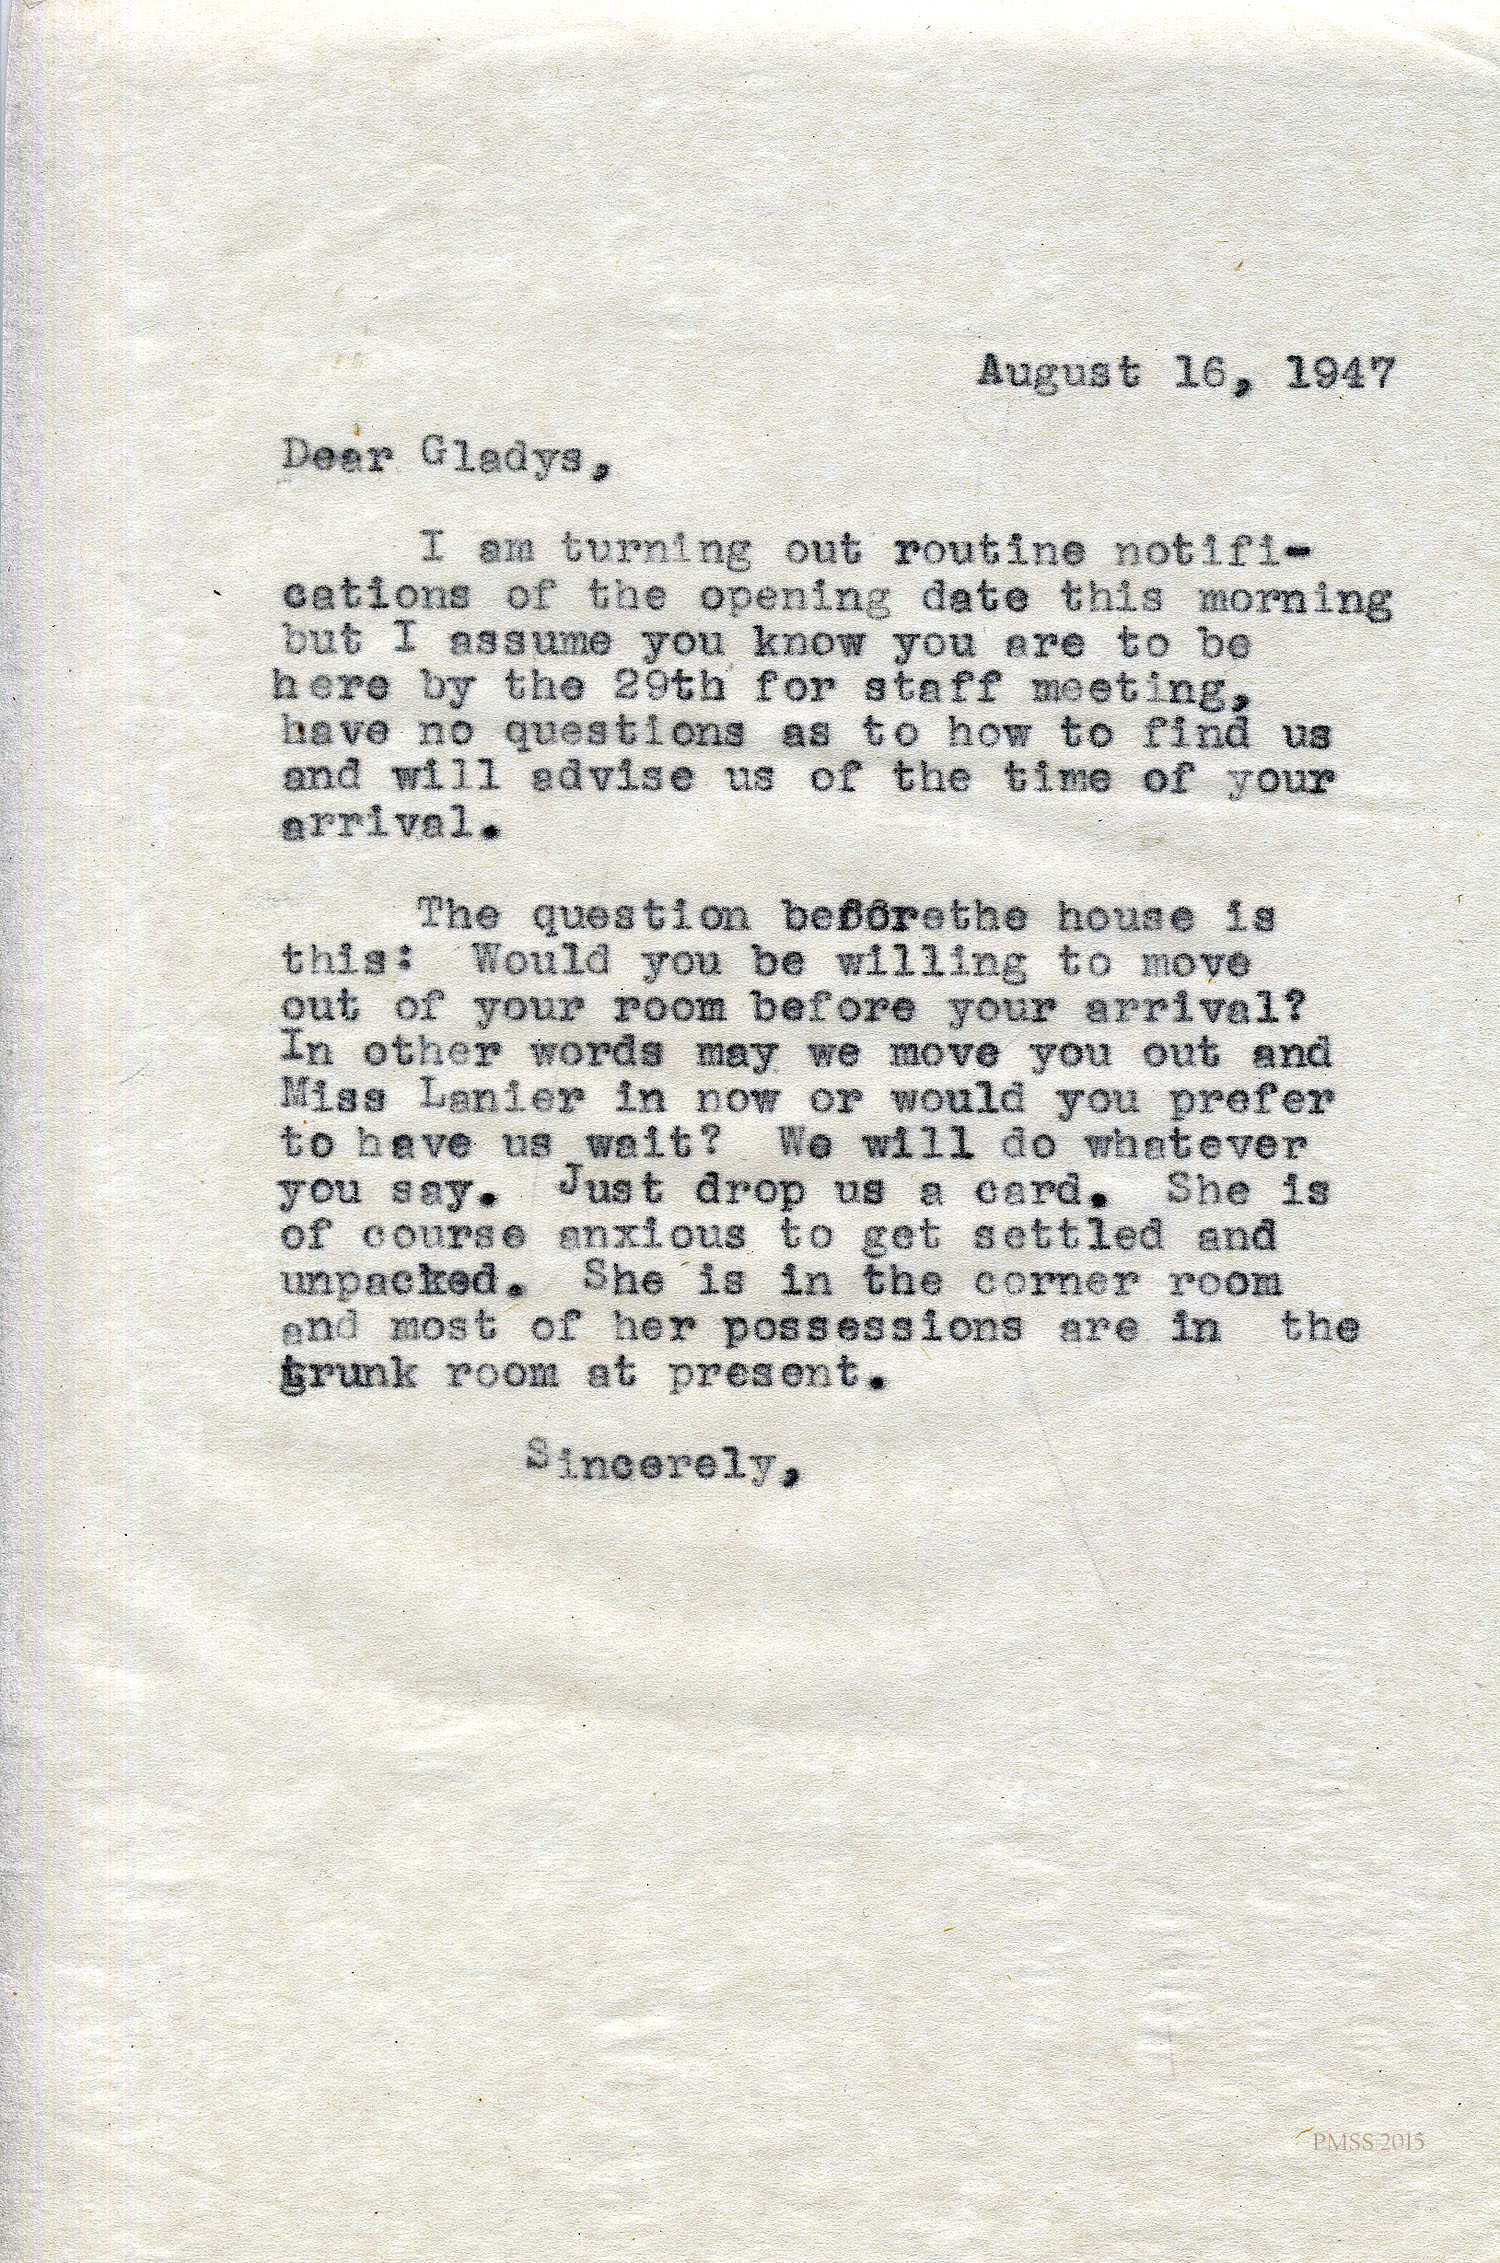 August 16, 1947
Dear Gladys,
I am turning out routine notifi-
cations of the opening date this morning
but I assume you know you are to be
here by the 29th for staff meeting,
have no questions as to how to find us
and will advise us of the time of your
arrival.
The question beforethe house is
this: Would you be willing to move
out of your room before your arrival?
In other words may we move you out and
Miss Lanier in now or would you prefer
to have us wait? We will do whatever
you say. Just drop us a card. She is
of course anxious to get settled and
unpacked. She is in the corner room
and most of her possessions are in the
trunk room at present.
Sincerely,
PMSS 2015